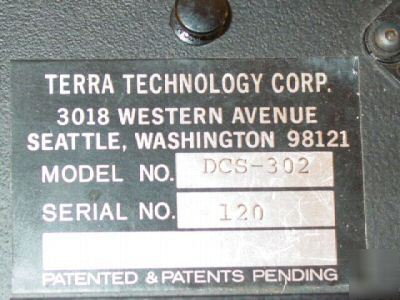 TERRA TECHNOLOGY CORP.
3018 WESTERN AVENUE
SEATTLE, WASHINGTON 98121
MODEL NO. DCS-302
SERIAL NO. 120
PATENTED & PATENTS PENDING